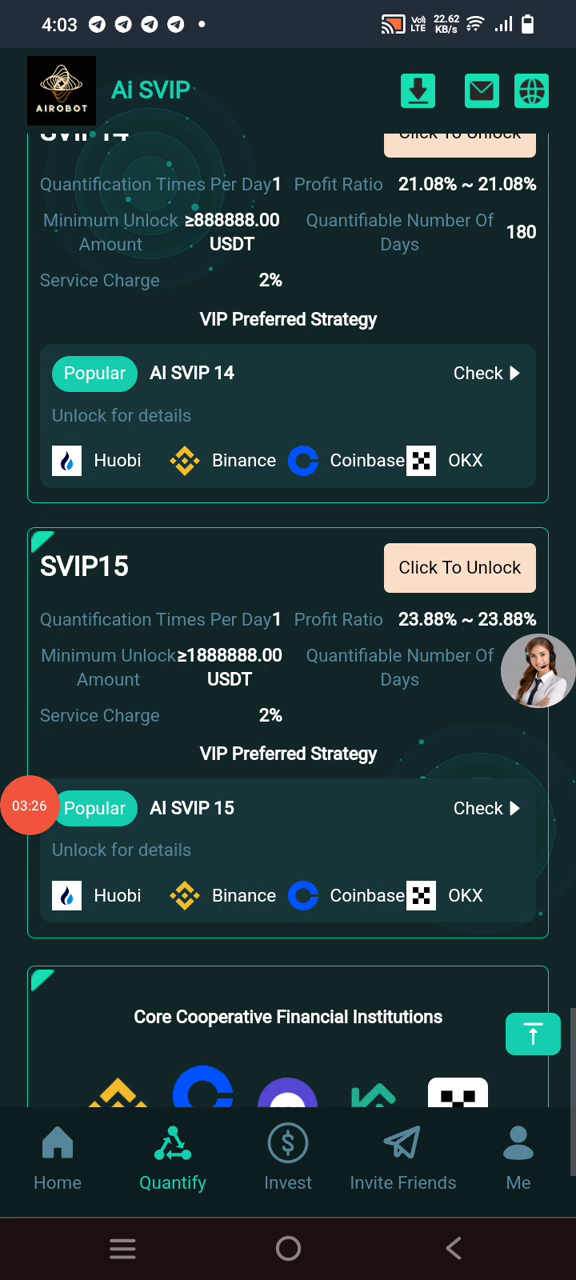 4:03
Vo)
LTE
22.62
KB/s
AIROBOT
Ai SVIP
SVIP14
Click To Unlock
Quantification Times Per Day 1 Profit Ratio 21.08% ~ 21.08%
Minimum Unlock Amount ≥888888.00 USDT Quantifiable Number Of Days 180
Service Charge 2%
VIP Preferred Strategy
Popular AI SVIP 14 Check
Unlock for details
Huobi Binance Coinbase OKX
SVIP15 Click To Unlock
Quantification Times Per Day 1 Profit Ratio 23.88% ~ 23.88%
Minimum Unlock Amount ≥1888888.00 USDT Quantifiable Number Of Days
Service Charge 2%
VIP Preferred Strategy
03:26
Popular AI SVIP 15 Check
Unlock for details
Huobi Binance Coinbase OKX
Core Cooperative Financial Institutions
Home Quantify Invest Invite Friends Me